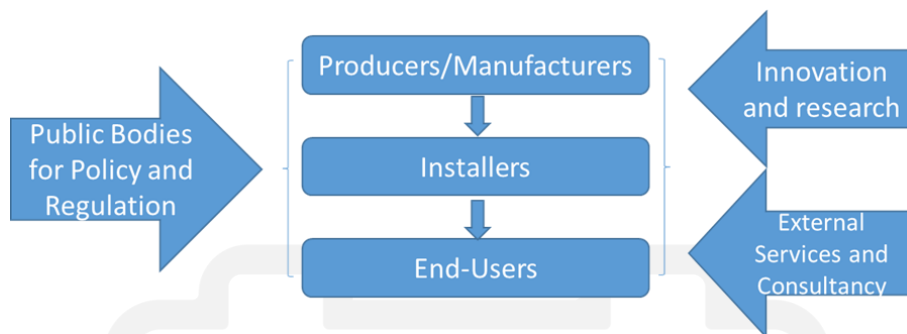 Producers/Manufacturers
Innovation
and research
Public Bodies
for Policy and
Regulation
Installers
End-Users
External
Services and
Consultancy